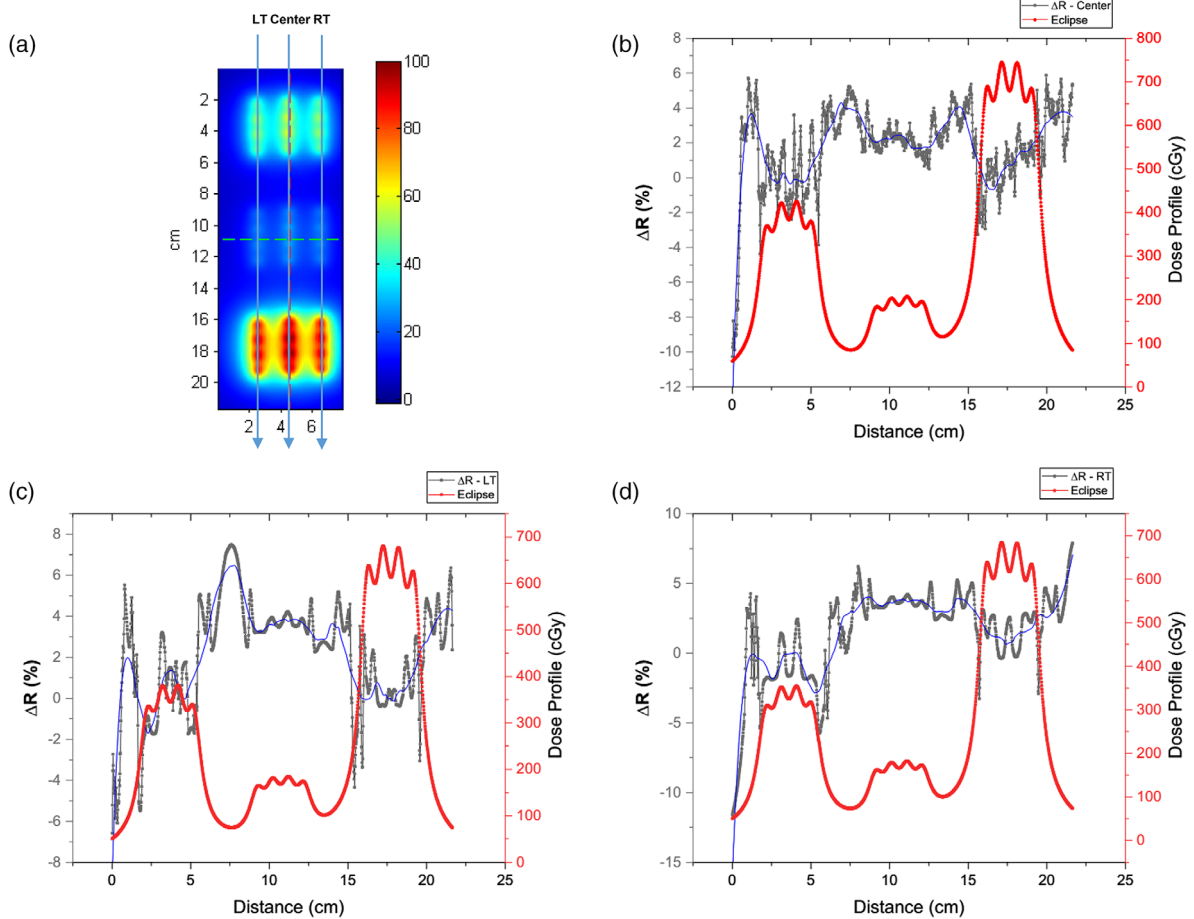 (a)
LT Center RT
2
4
6
8
10
12
14
16
18
20
cm
2 4 6
100
80
60
40
20
0
(b)
ΔR - Center
Eclipse
8
6
4
2
0
-2
-4
-6
-8
-10
-12
ΔR (%)
800
700
600
500
400
300
200
100
0
Dose Profile (cGy)
0 5 10 15 20 25
Distance (cm)
(c)
ΔR - LT
Eclipse
8
6
4
2
0
-2
-4
-6
-8
ΔR (%)
700
600
500
400
300
200
100
0
Dose Profile (cGy)
0 5 10 15 20 25
Distance (cm)
(d)
ΔR - RT
Eclipse
10
5
0
-5
-10
-15
ΔR (%)
700
600
500
400
300
200
100
0
Dose Profile (cGy)
0 5 10 15 20 25
Distance (cm)